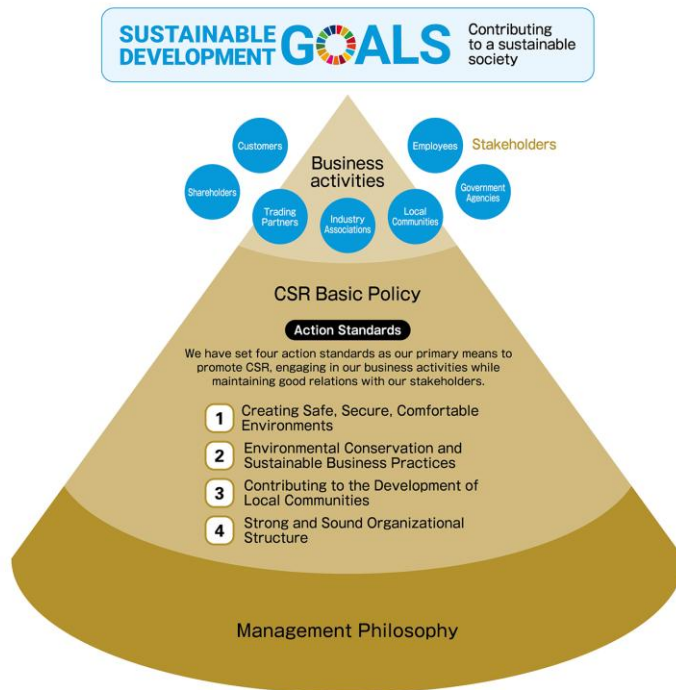 SUSTAINABLE
DEVELOPMENT
GOALS
Contributing
to a sustainable
society
Customers
Employees
Stakeholders
Business
activities
Shareholders
Government
Agencies
Trading
Partners
Industry
Associations
Local
Communities
CSR Basic Policy
Action Standards
We have set four action standards as our primary means to
promote CSR, engaging in our business activities while
maintaining good relations with our stakeholders.
1 Creating Safe, Secure, Comfortable
Environments
2 Environmental Conservation and
Sustainable Business Practices
3 Contributing to the Development of
Local Communities
4 Strong and Sound Organizational
Structure
Management Philosophy